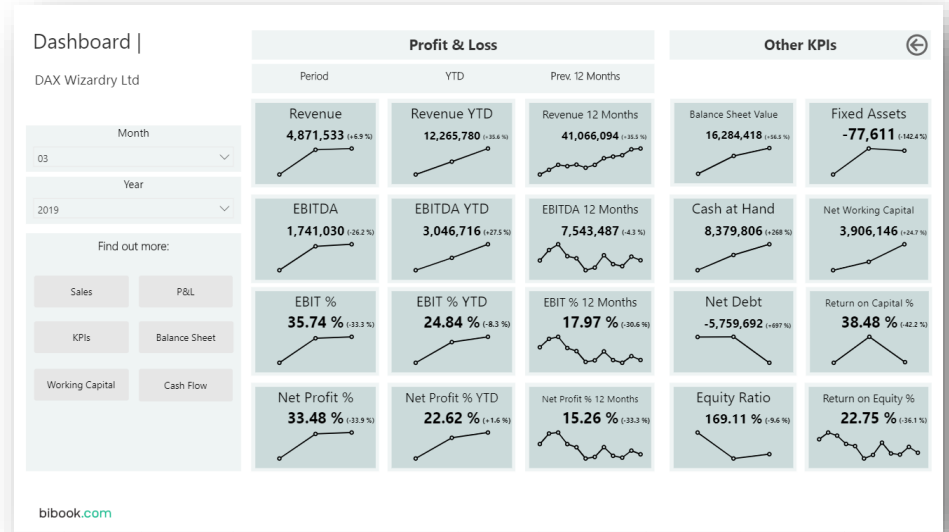 Dashboard |
DAX Wizardry Ltd
Month
03
Year
2019
Find out more:
Sales P&L
KPIs Balance Sheet
Working Capital Cash Flow
bibook.com
Profit & Loss
Period YTD Prev. 12 Months
Revenue
4,871,533 (+6.9 %)
Revenue YTD
12,265,780 (+35.6 %)
Revenue 12 Months
41,066,094 (+35.5 %)
EBITDA
1,741,030 (-26.2 %)
EBITDA YTD
3,046,716 (+27.5 %)
EBITDA 12 Months
7,543,487 (-4.3 %)
EBIT %
35.74 % (-33.3 %)
EBIT % YTD
24.84 % (-8.3 %)
EBIT % 12 Months
17.97 % (-30.6 %)
Net Profit %
33.48 % (-33.9 %)
Net Profit % YTD
22.62 % (+1.6 %)
Net Profit % 12 Months
15.26 % (-33.3 %)
Other KPIs
Balance Sheet Value
16,284,418 (+36.5 %)
Fixed Assets
-77,611 (-142.4 %)
Cash at Hand
8,379,806 (+268 %)
Net Working Capital
3,906,146 (+24.7 %)
Net Debt
-5,759,692 (+697 %)
Return on Capital %
38.48 % (-42.2 %)
Equity Ratio
169.11 % (-9.6 %)
Return on Equity %
22.75 % (-36.1 %)